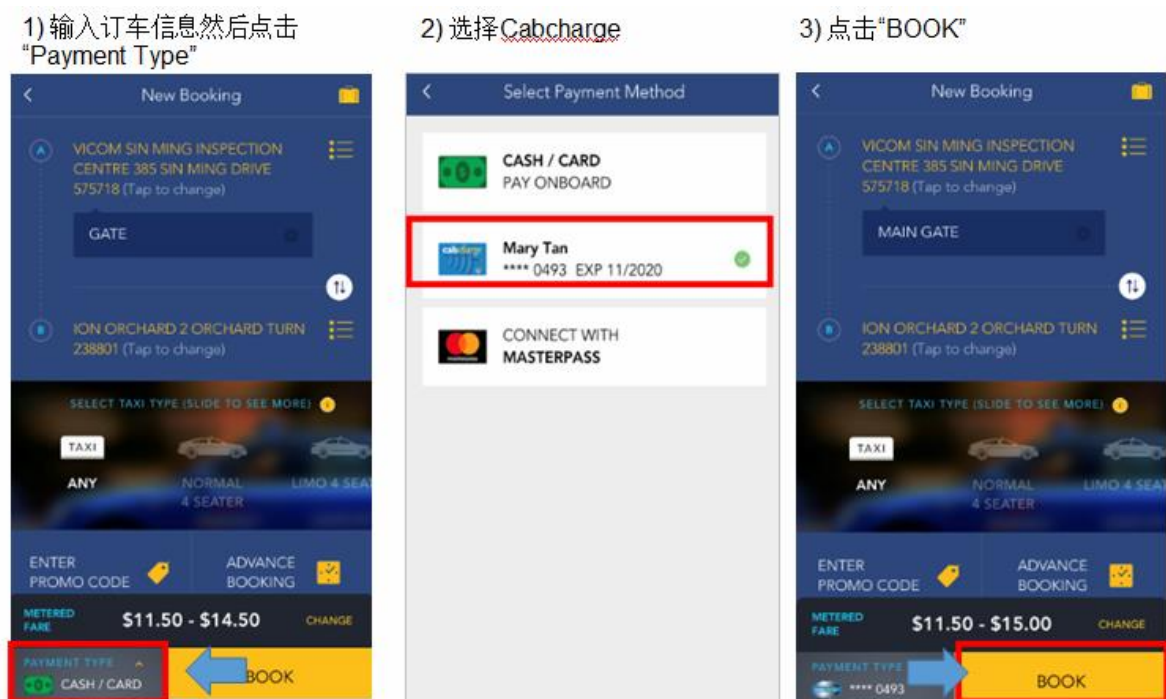 1) 输入订车信息然后点击
“Payment Type”
2) 选择Cabcharge
3) 点击“BOOK”
New Booking
A
VICOM SIN MING INSPECTION
CENTRE 385 SIN MING DRIVE
575718 (Tap to change)
GATE
B
ION ORCHARD 2 ORCHARD TURN
238801 (Tap to change)
SELECT TAXI TYPE (SLIDE TO SEE MORE)
TAXI
ANY
NORMAL
4 SEATER
LIMO 4 SEA
ENTER
PROMO CODE
ADVANCE
BOOKING
METERED
FARE
$11.50 - $14.50
CHANGE
PAYMENT TYPE
CASH / CARD
BOOK
Select Payment Method
CASH / CARD
PAY ONBOARD
Mary Tan
**** 0493 EXP 11/2020
CONNECT WITH
MASTERPASS
New Booking
A
VICOM SIN MING INSPECTION
CENTRE 385 SIN MING DRIVE
575718 (Tap to change)
MAIN GATE
B
ION ORCHARD 2 ORCHARD TURN
238801 (Tap to change)
SELECT TAXI TYPE (SLIDE TO SEE MORE)
TAXI
ANY
NORMAL
4 SEATER
LIMO 4 SEAT
ENTER
PROMO CODE
ADVANCE
BOOKING
METERED
FARE
$11.50 - $15.00
CHANGE
PAYMENT TYPE
**** 0493
BOOK